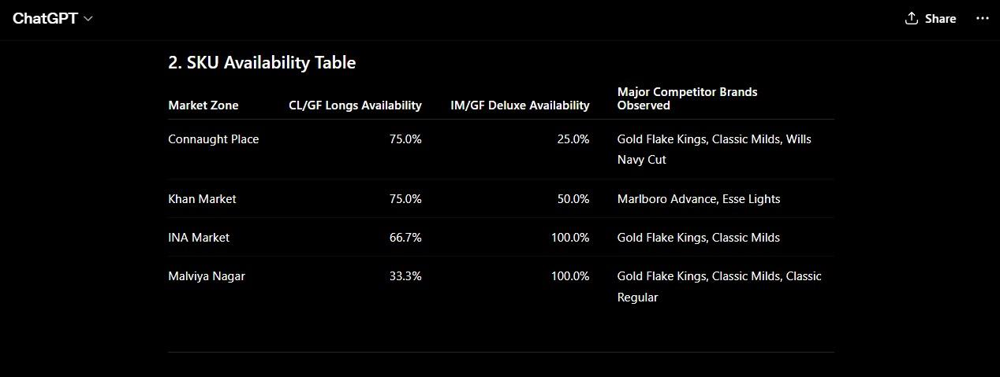 ChatGPT
Share
2. SKU Availability Table
Market Zone CL/GF Longs Availability IM/GF Deluxe Availability Major Competitor Brands
Observed
Connaught Place 75.0% 25.0% Gold Flake Kings, Classic Milds, Wills
Navy Cut
Khan Market 75.0% 50.0% Marlboro Advance, Esse Lights
INA Market 66.7% 100.0% Gold Flake Kings, Classic Milds
Malviya Nagar 33.3% 100.0% Gold Flake Kings, Classic Milds, Classic
Regular